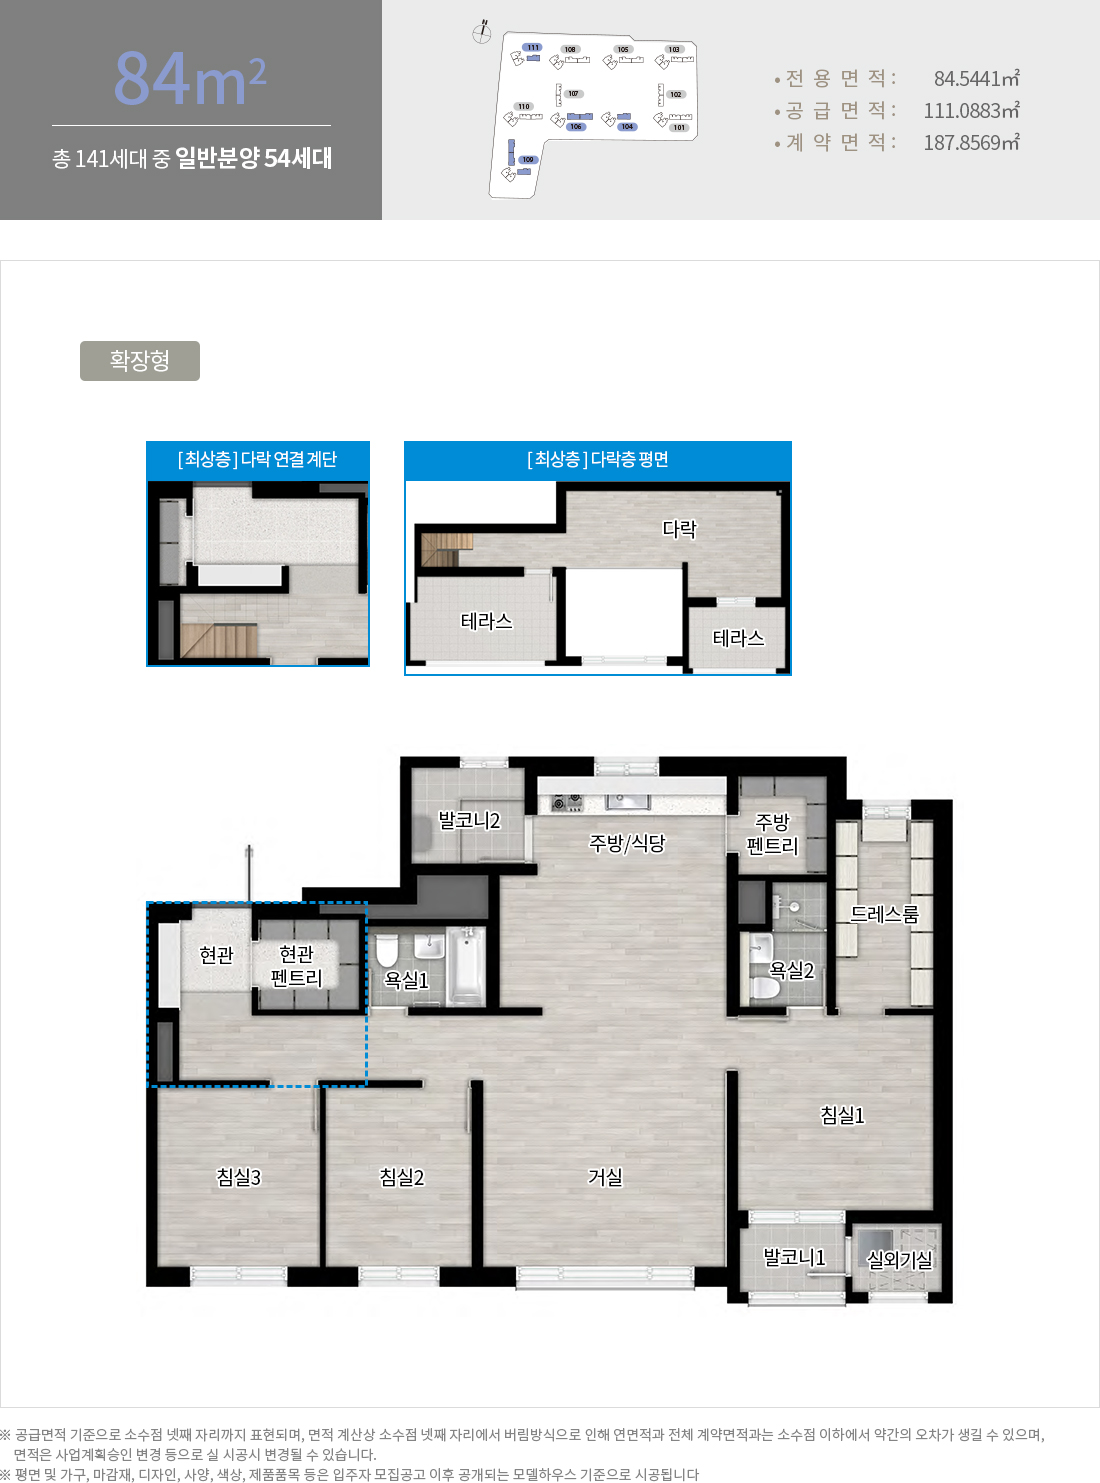 84m²
총 141세대 중 일반분양 54세대
N
111
108
105
103
107
102
110
106
104
101
109
• 전 용 면 적 : 84.5441㎡
• 공 급 면 적 : 111.0883㎡
• 계 약 면 적 : 187.8569㎡
확장형
[ 최상층 ] 다락 연결 계단
[ 최상층 ] 다락층 평면
다락
테라스
테라스
발코니2
주방/식당
주방
펜트리
드레스룸
현관
현관
펜트리
욕실1
욕실2
침실1
침실3
침실2
거실
발코니1
실외기실
※ 공급면적 기준으로 소수점 넷째 자리까지 표현되며, 면적 계산상 소수점 넷째 자리에서 버림방식으로 인해 연면적과 전체 계약면적과는 소수점 이하에서 약간의 오차가 생길 수 있으며,
면적은 사업계획승인 변경 등으로 실 시공시 변경될 수 있습니다.
※ 평면 및 가구, 마감재, 디자인, 사양, 색상, 제품품목 등은 입주자 모집공고 이후 공개되는 모델하우스 기준으로 시공됩니다